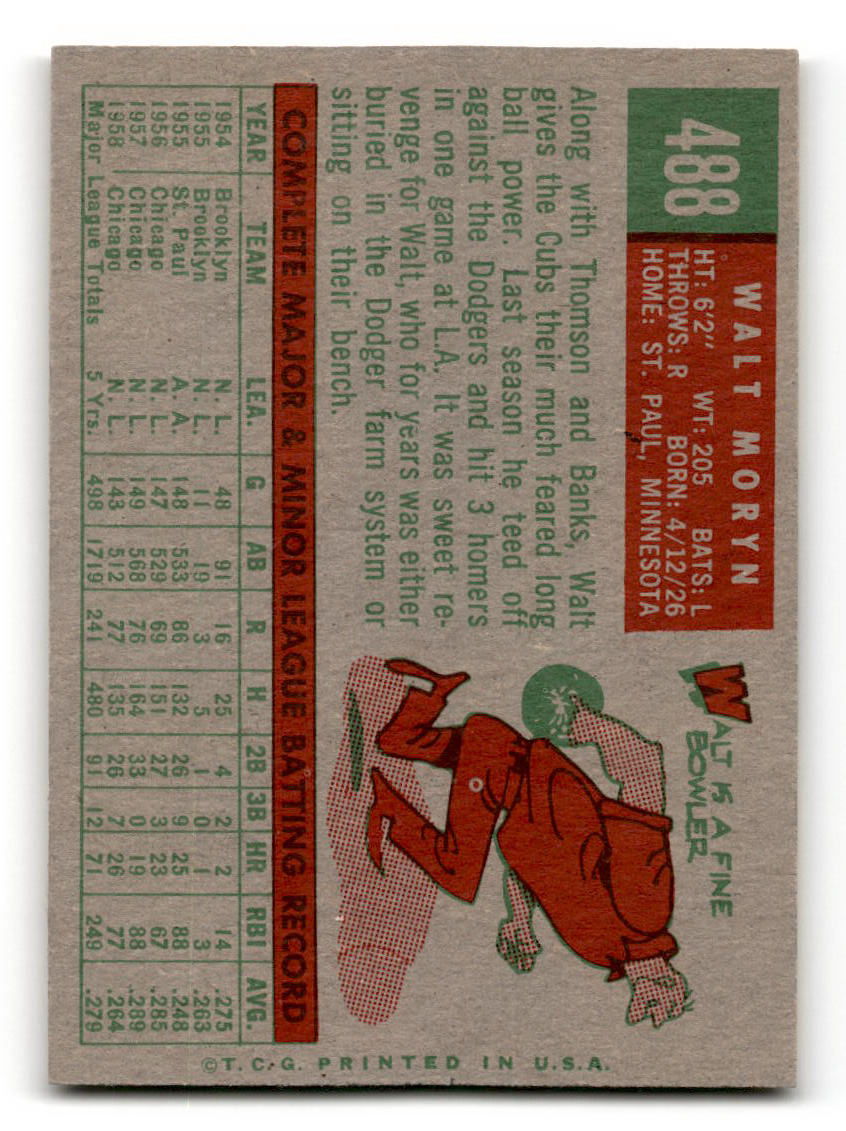 488
WALT MORYN
HT: 6'2" WT: 205 BATS: L
THROWS: R BORN: 4/12/26
HOME: ST. PAUL, MINNESOTA
Along with Thomson and Banks, Walt
gives the Cubs their much feared long
ball power. Last season he teed off
against the Dodgers and hit 3 homers
in one game at L.A. It was sweet re-
venge for Walt, who for years was either
buried in the Dodger farm system or
sitting on their bench.
WALT IS A FINE
BOWLER
COMPLETE MAJOR & MINOR LEAGUE BATTING RECORD
YEAR TEAM LEA. G AB R H 2B 3B HR RBI AVG.
1954 Brooklyn N. L. 48 91 16 25 4 2 2 14 .275
1955 Brooklyn N. L. 11 19 3 5 1 0 1 3 .263
1955 St. Paul A. A. 148 533 86 132 26 9 25 88 .248
1956 Chicago N. L. 147 529 69 151 27 3 23 67 .285
1957 Chicago N. L. 149 568 76 164 33 0 19 88 .289
1958 Chicago N. L. 143 512 77 135 26 7 26 77 .264
Major League Totals 5 Yrs. 498 1719 241 480 91 12 71 249 .279
©T.C.G. PRINTED IN U.S.A.